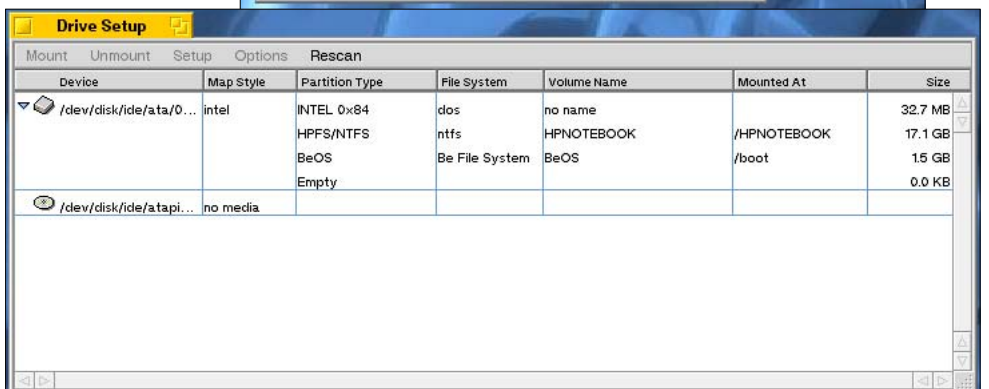 Drive Setup
Mount Unmount Setup Options Rescan
Device Map Style Partition Type File System Volume Name Mounted At Size
/dev/disk/ide/ata/0... intel INTEL 0x84 dos no name 32.7 MB
HPFS/NTFS ntfs HPNOTEBOOK /HPNOTEBOOK 17.1 GB
BeOS Be File System BeOS /boot 1.5 GB
Empty 0.0 KB
/dev/disk/ide/atapi... no media